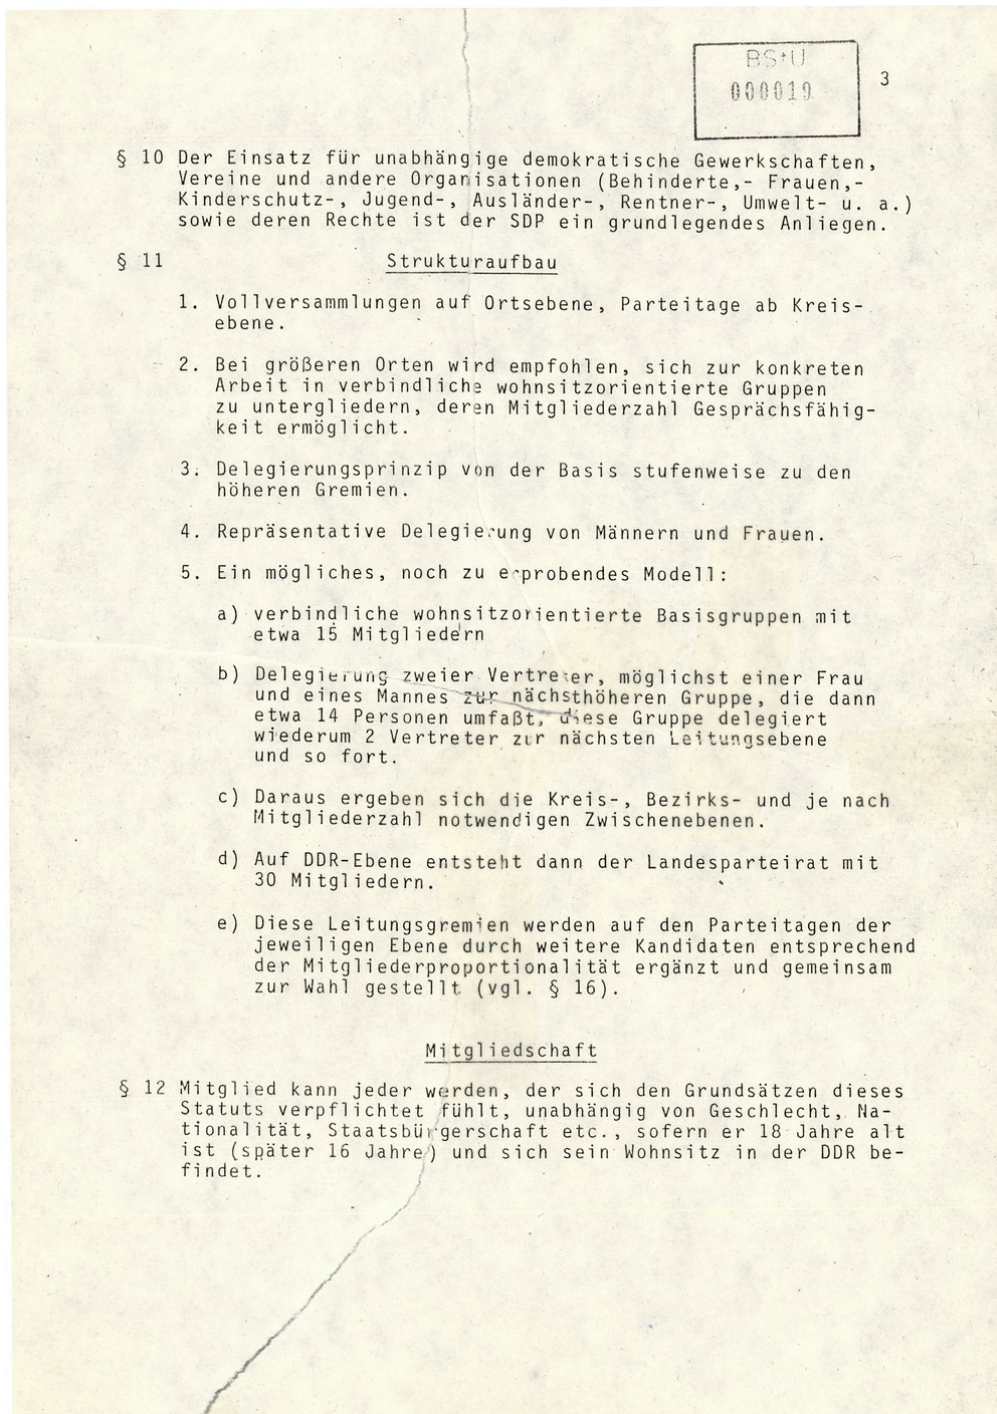 BStU
000019
3
§ 10 Der Einsatz für unabhängige demokratische Gewerkschaften,
Vereine und andere Organisationen (Behinderte,- Frauen,-
Kinderschutz-, Jugend-, Ausländer-, Rentner-, Umwelt- u. a.)
sowie deren Rechte ist der SDP ein grundlegendes Anliegen.
§ 11 Strukturaufbau
1. Vollversammlungen auf Ortsebene, Parteitage ab Kreis-
ebene.
2. Bei größeren Orten wird empfohlen, sich zur konkreten
Arbeit in verbindliche wohnsitzorientierte Gruppen
zu untergliedern, deren Mitgliederzahl Gesprächsfähig-
keit ermöglicht.
3. Delegierungsprinzip von der Basis stufenweise zu den
höheren Gremien.
4. Repräsentative Delegierung von Männern und Frauen.
5. Ein mögliches, noch zu erprobendes Modell:
a) verbindliche wohnsitzorientierte Basisgruppen mit
etwa 15 Mitgliedern
b) Delegierung zweier Vertreter, möglichst einer Frau
und eines Mannes zur nächsthöheren Gruppe, die dann
etwa 14 Personen umfaßt, diese Gruppe delegiert
wiederum 2 Vertreter zur nächsten Leitungsebene
und so fort.
c) Daraus ergeben sich die Kreis-, Bezirks- und je nach
Mitgliederzahl notwendigen Zwischenebenen.
d) Auf DDR-Ebene entsteht dann der Landesparteirat mit
30 Mitgliedern.
e) Diese Leitungsgremien werden auf den Parteitagen der
jeweiligen Ebene durch weitere Kandidaten entsprechend
der Mitgliederproportionalität ergänzt und gemeinsam
zur Wahl gestellt (vgl. § 16).
Mitgliedschaft
§ 12 Mitglied kann jeder werden, der sich den Grundsätzen dieses
Statuts verpflichtet fühlt, unabhängig von Geschlecht, Na-
tionalität, Staatsbürgerschaft etc., sofern er 18 Jahre alt
ist (später 16 Jahre) und sich sein Wohnsitz in der DDR be-
findet.